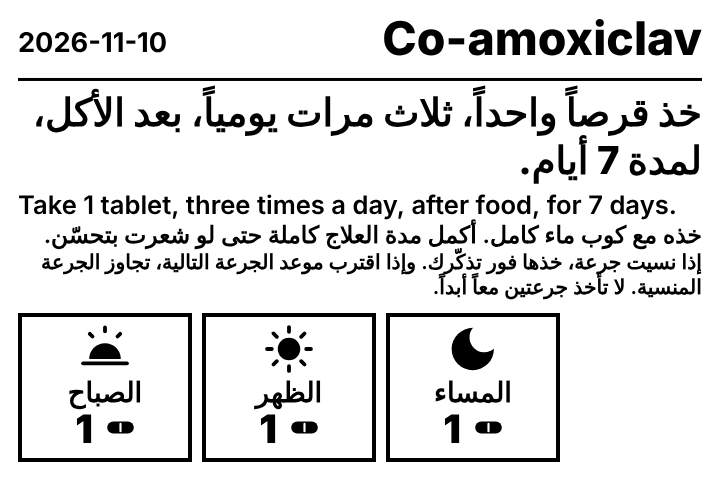 Co-amoxiclav
2026-11-10
خذ قرصاً واحداً، ثلاث مرات يومياً، بعد الأكل،
لمدة 7 أيام.
Take 1 tablet, three times a day, after food, for 7 days.
خذه مع كوب ماء كامل. أكمل مدة العلاج كاملة حتى لو شعرت بتحسّن.
إذا نسيت جرعة، خذها فور تذكّرك. وإذا اقترب موعد الجرعة التالية، تجاوز الجرعة
المنسية. لا تأخذ جرعتين معاً أبداً.
الصباح
1
الظهر
1
المساء
1